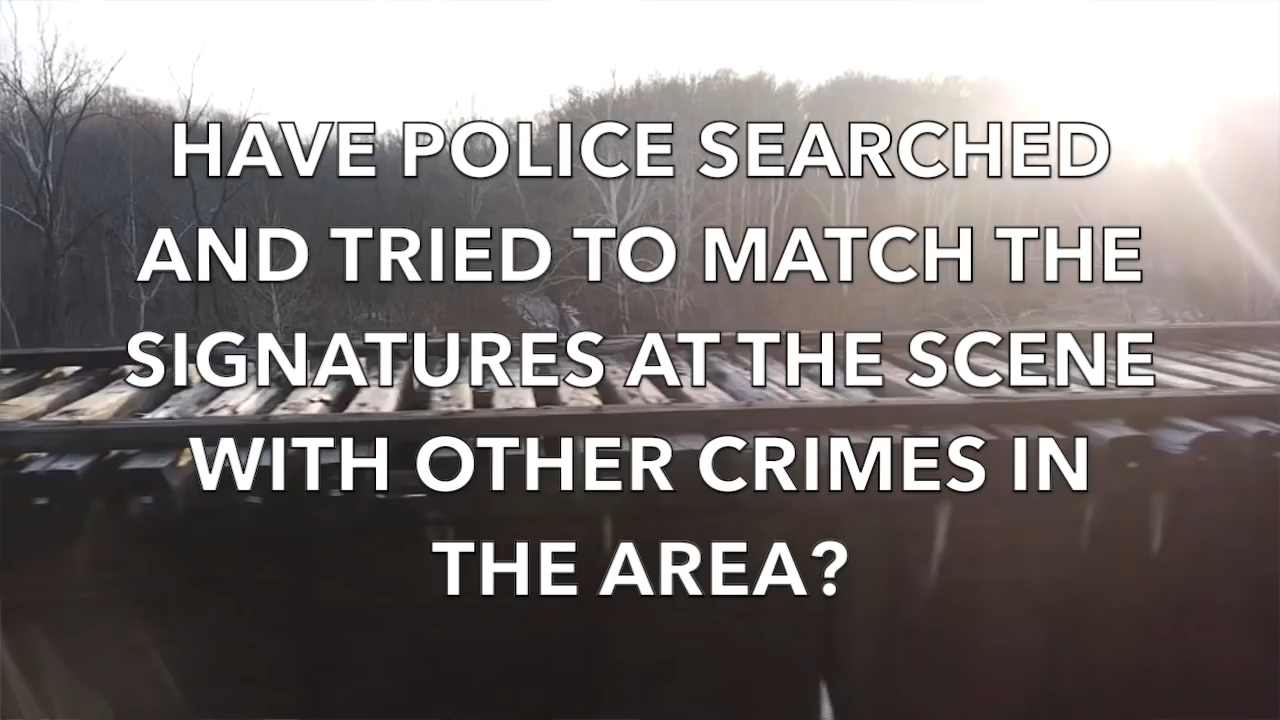 HAVE POLICE SEARCHED
AND TRIED TO MATCH THE
SIGNATURES AT THE SCENE
WITH OTHER CRIMES IN
THE AREA?